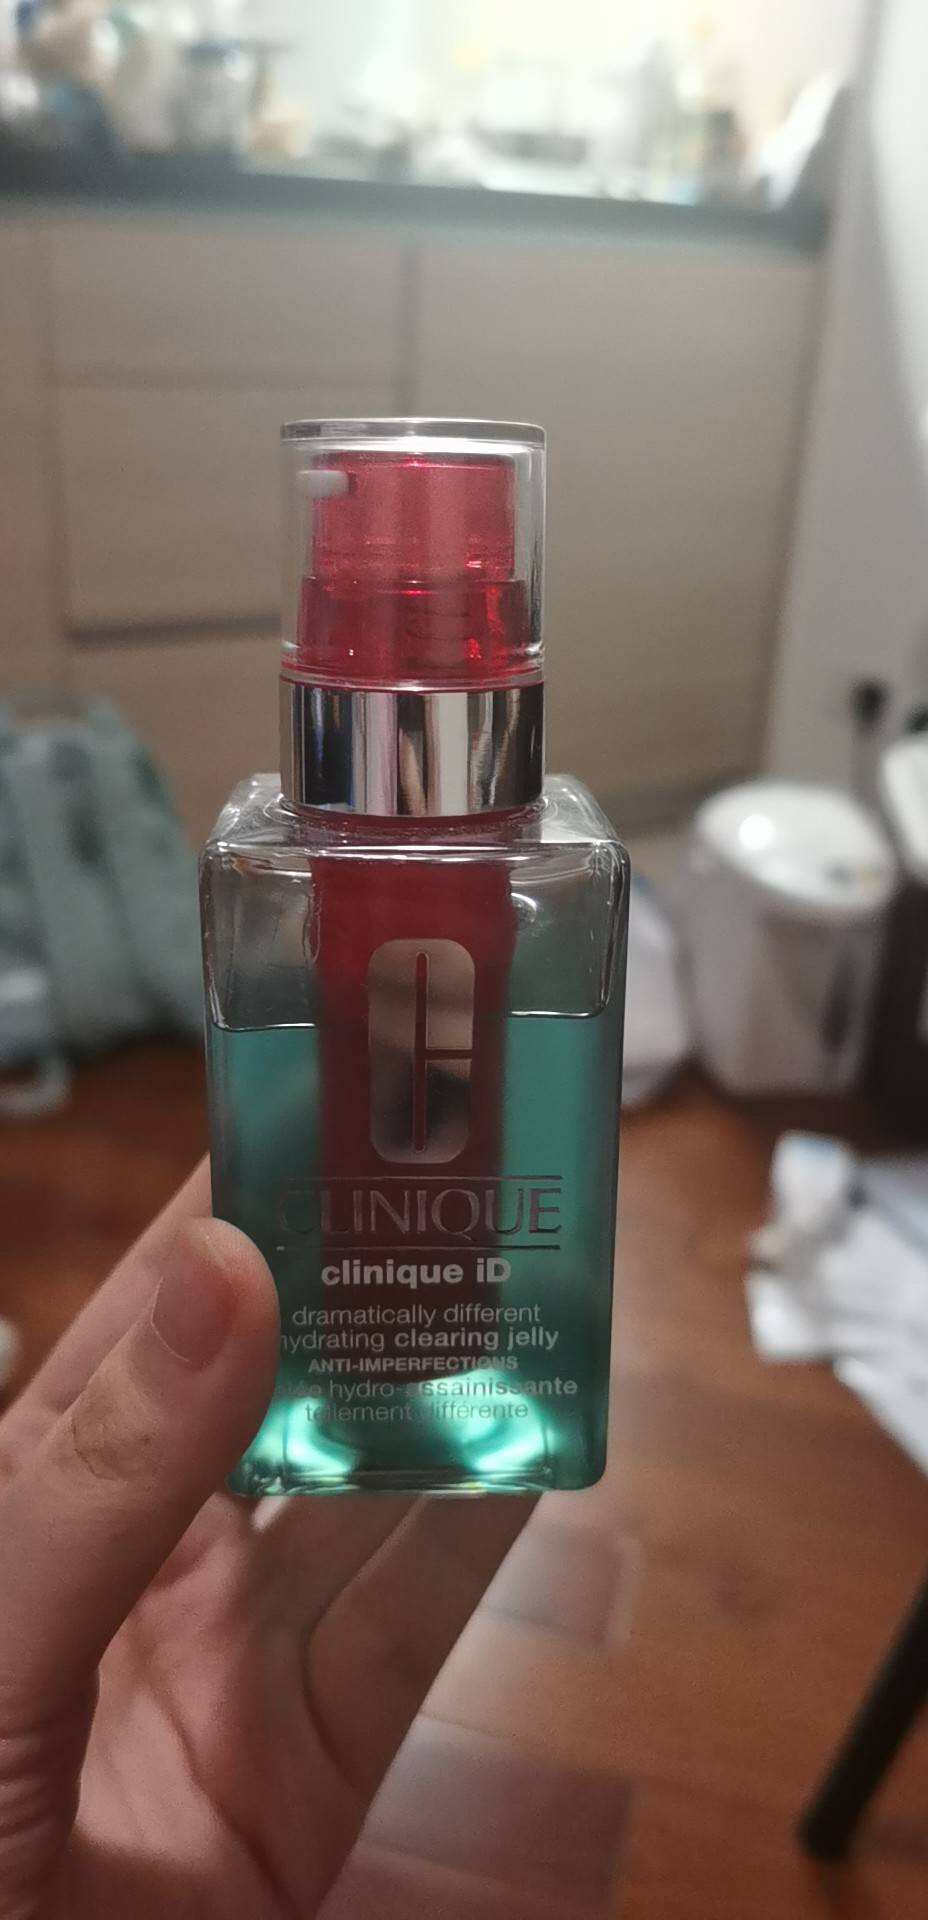 CLINIQUE
clinique iD
dramatically different
hydrating clearing jelly
ANTI-IMPERFECTIONS
hydro-assainissante
tellement différente